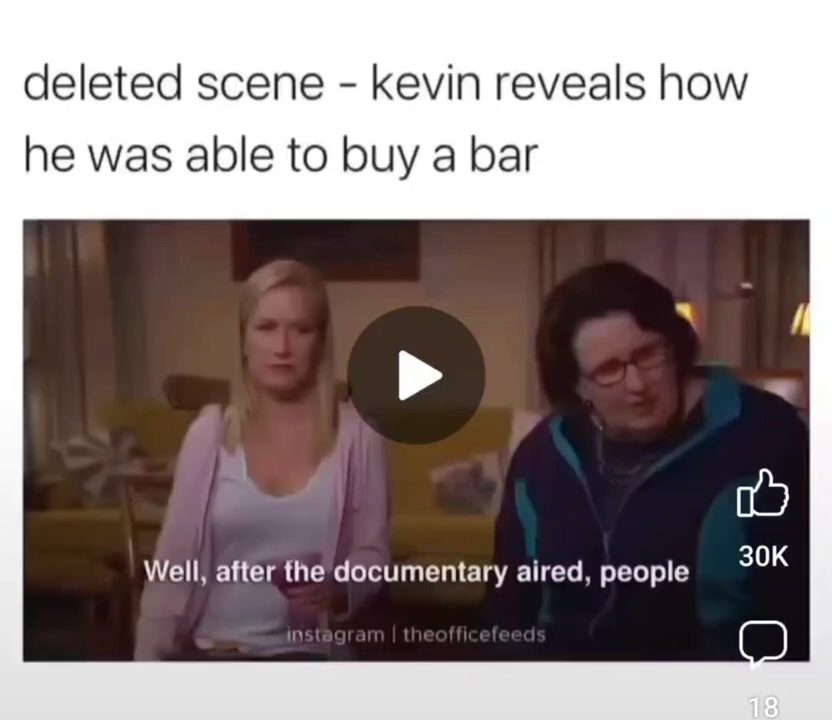 deleted scene - kevin reveals how
he was able to buy a bar
Well, after the documentary aired, people
30K
instagram | theofficefeeds
18